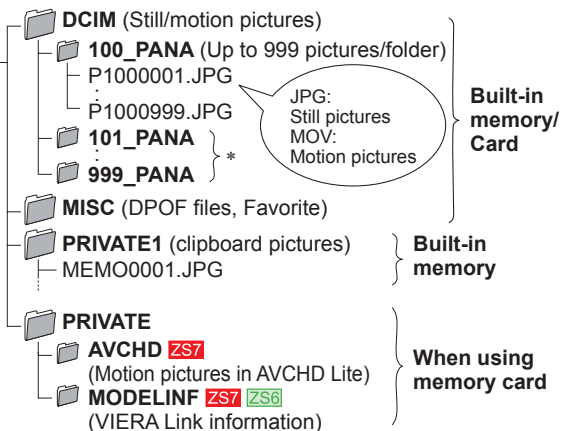 DCIM (Still/motion pictures)
100_PANA (Up to 999 pictures/folder)
P1000001.JPG
:
P1000999.JPG
JPG:
Still pictures
MOV:
Motion pictures
101_PANA
:
999_PANA
*
Built-in
memory/
Card
MISC (DPOF files, Favorite)
PRIVATE1 (clipboard pictures)
MEMO0001.JPG
Built-in
memory
PRIVATE
AVCHD ZS7
(Motion pictures in AVCHD Lite)
MODELINF ZS7 ZS6
(VIERA Link information)
When using
memory card